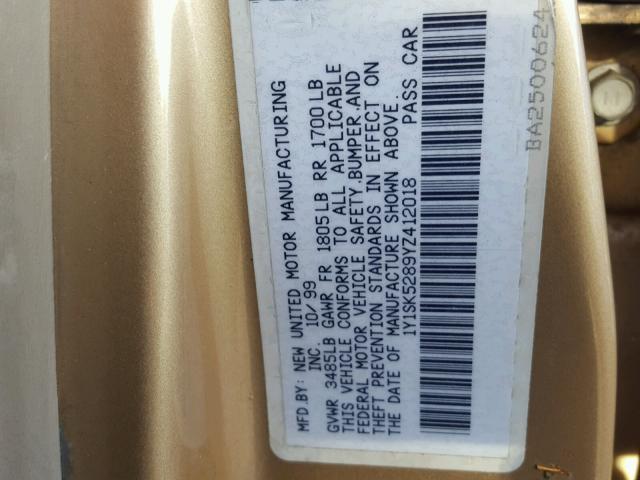 MFD.BY: NEW UNITED MOTOR MANUFACTURING
INC. 10/99
GVWR 3485LB GAWR FR 1805LB RR 1700LB
THIS VEHICLE CONFORMS TO ALL APPLICABLE
FEDERAL MOTOR VEHICLE SAFETY,BUMPER,AND
THEFT PREVENTION STANDARDS IN EFFECT ON
THE DATE OF MANUFACTURE SHOWN ABOVE.
1Y1SK5289YZ412018 PASS CAR
BA2500624